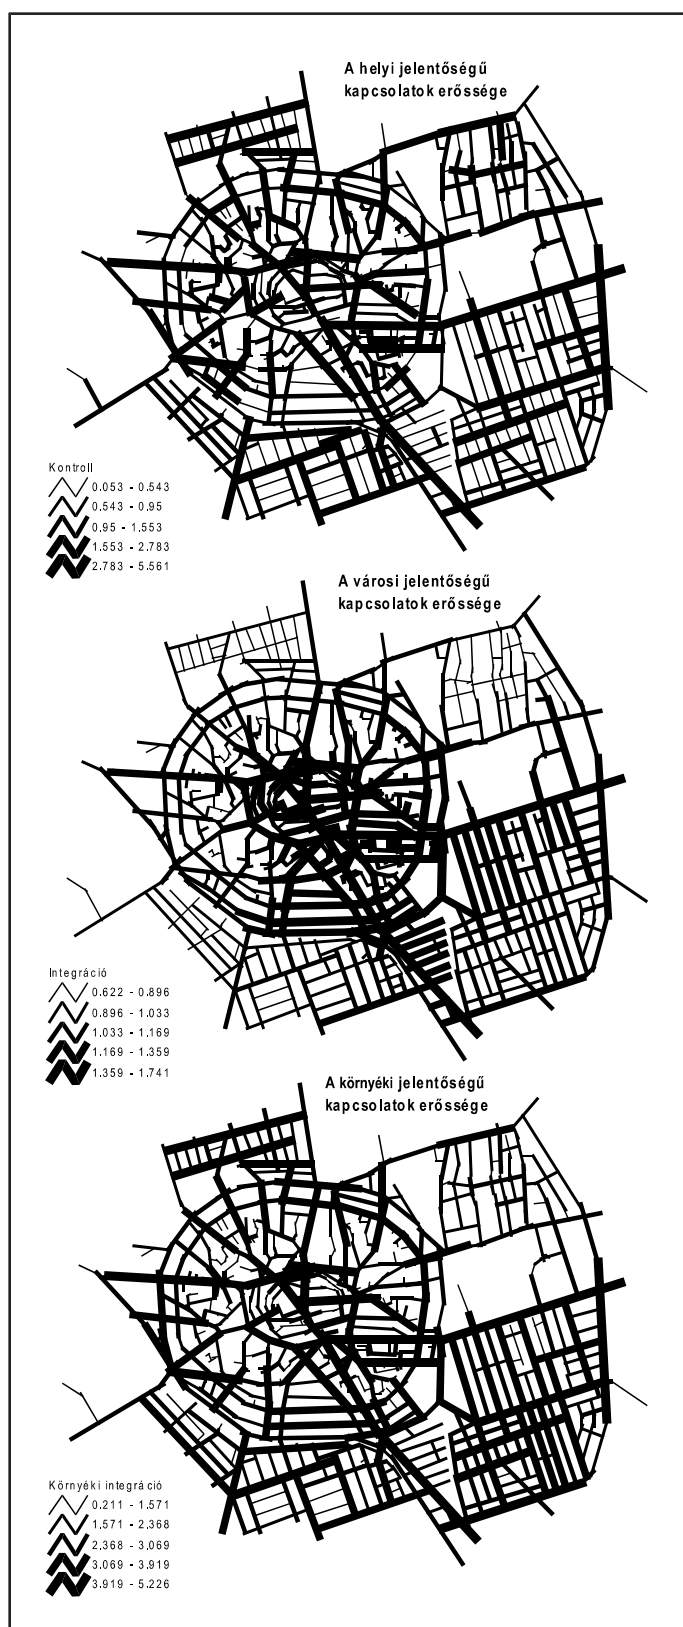 A helyi jelentőségű
kapcsolatok erőssége
Kontroll
0.053 - 0.543
0.543 - 0.95
0.95 - 1.553
1.553 - 2.783
2.783 - 5.561
A városi jelentőségű
kapcsolatok erőssége
Integráció
0.622 - 0.896
0.896 - 1.033
1.033 - 1.169
1.169 - 1.359
1.359 - 1.741
A környéki jelentőségű
kapcsolatok erőssége
Környéki integráció
0.211 - 1.571
1.571 - 2.368
2.368 - 3.069
3.069 - 3.919
3.919 - 5.226